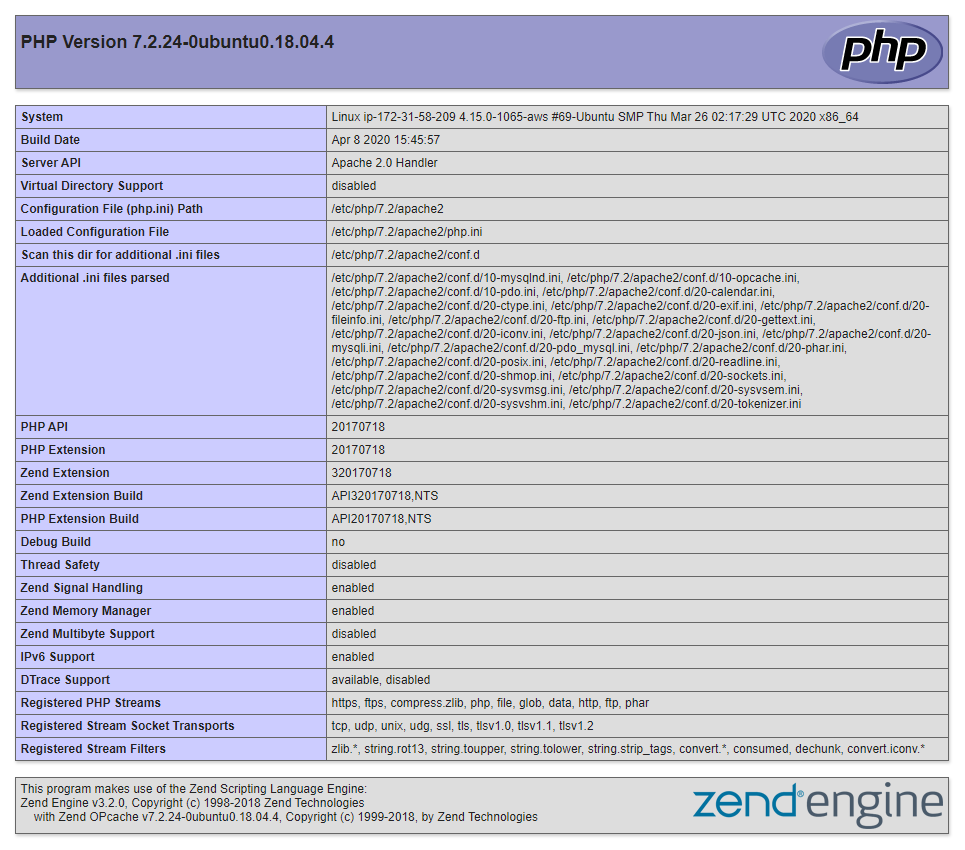 PHP Version 7.2.24-0ubuntu0.18.04.4
php
System Linux ip-172-31-58-209 4.15.0-1065-aws #69-Ubuntu SMP Thu Mar 26 02:17:29 UTC 2020 x86_64
Build Date Apr 8 2020 15:45:57
Server API Apache 2.0 Handler
Virtual Directory Support disabled
Configuration File (php.ini) Path /etc/php/7.2/apache2
Loaded Configuration File /etc/php/7.2/apache2/php.ini
Scan this dir for additional .ini files /etc/php/7.2/apache2/conf.d
Additional .ini files parsed /etc/php/7.2/apache2/conf.d/10-mysqlnd.ini, /etc/php/7.2/apache2/conf.d/10-opcache.ini,
/etc/php/7.2/apache2/conf.d/10-pdo.ini, /etc/php/7.2/apache2/conf.d/20-calendar.ini,
/etc/php/7.2/apache2/conf.d/20-ctype.ini, /etc/php/7.2/apache2/conf.d/20-exif.ini, /etc/php/7.2/apache2/conf.d/20-
fileinfo.ini, /etc/php/7.2/apache2/conf.d/20-ftp.ini, /etc/php/7.2/apache2/conf.d/20-gettext.ini,
/etc/php/7.2/apache2/conf.d/20-iconv.ini, /etc/php/7.2/apache2/conf.d/20-json.ini, /etc/php/7.2/apache2/conf.d/20-
mysqli.ini, /etc/php/7.2/apache2/conf.d/20-pdo_mysql.ini, /etc/php/7.2/apache2/conf.d/20-phar.ini,
/etc/php/7.2/apache2/conf.d/20-posix.ini, /etc/php/7.2/apache2/conf.d/20-readline.ini,
/etc/php/7.2/apache2/conf.d/20-shmop.ini, /etc/php/7.2/apache2/conf.d/20-sockets.ini,
/etc/php/7.2/apache2/conf.d/20-sysvmsg.ini, /etc/php/7.2/apache2/conf.d/20-sysvsem.ini,
/etc/php/7.2/apache2/conf.d/20-sysvshm.ini, /etc/php/7.2/apache2/conf.d/20-tokenizer.ini
PHP API 20170718
PHP Extension 20170718
Zend Extension 320170718
Zend Extension Build API320170718,NTS
PHP Extension Build API20170718,NTS
Debug Build no
Thread Safety disabled
Zend Signal Handling enabled
Zend Memory Manager enabled
Zend Multibyte Support disabled
IPv6 Support enabled
DTrace Support available, disabled
Registered PHP Streams https, ftps, compress.zlib, php, file, glob, data, http, ftp, phar
Registered Stream Socket Transports tcp, udp, unix, udg, ssl, tls, tlsv1.0, tlsv1.1, tlsv1.2
Registered Stream Filters zlib.*, string.rot13, string.toupper, string.tolower, string.strip_tags, convert.*, consumed, dechunk, convert.iconv.*
This program makes use of the Zend Scripting Language Engine:
Zend Engine v3.2.0, Copyright (c) 1998-2018 Zend Technologies
with Zend OPcache v7.2.24-0ubuntu0.18.04.4, Copyright (c) 1999-2018, by Zend Technologies
zend® engine